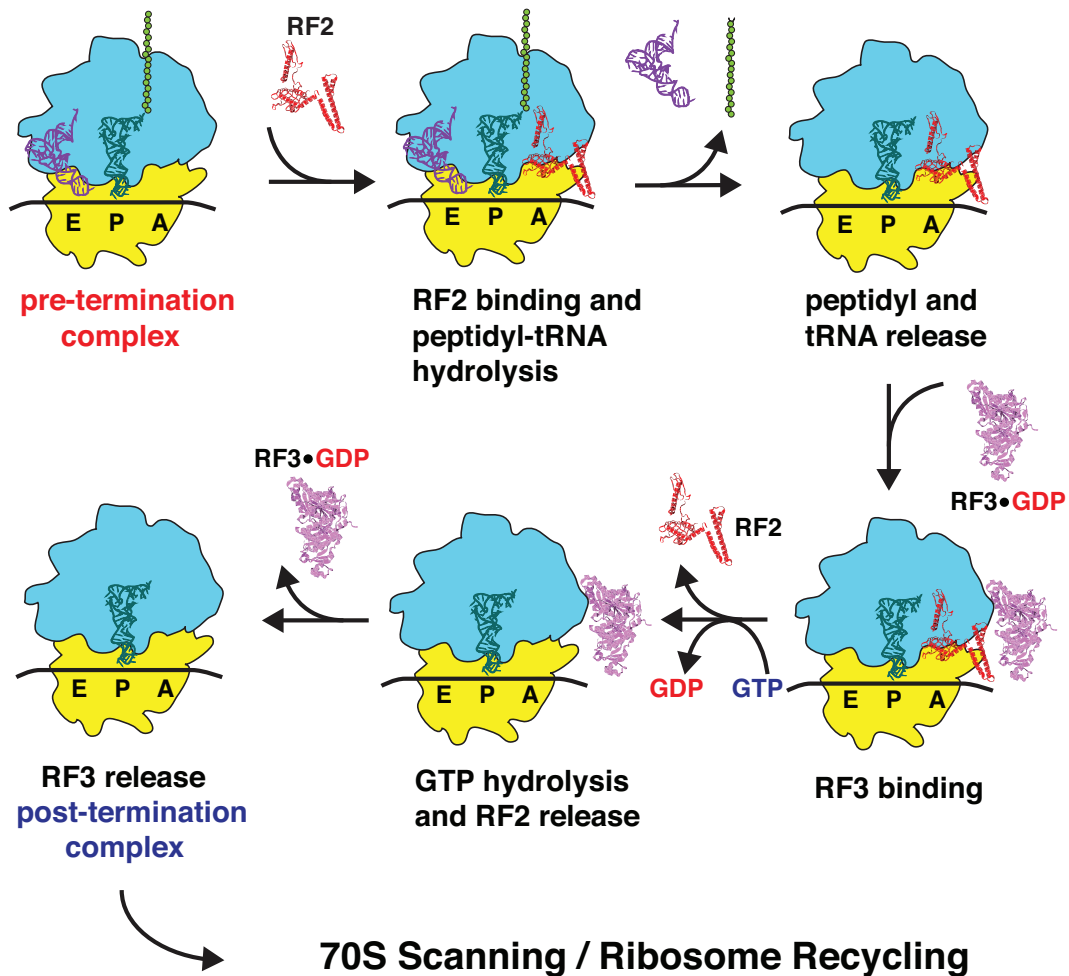 RF2
E P A
E P A
E P A
pre-termination
complex
RF2 binding and
peptidyl-tRNA
hydrolysis
peptidyl and
tRNA release
RF3•GDP
RF3•GDP
RF2
GDP
GTP
E P A
E P A
E P A
RF3 release
post-termination
complex
GTP hydrolysis
and RF2 release
RF3 binding
70S Scanning / Ribosome Recycling